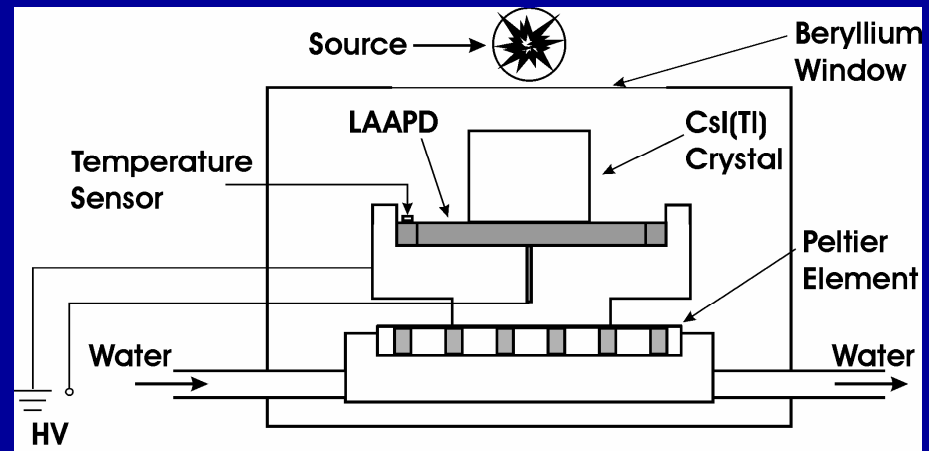 Source
Beryllium
Window
LAAPD
CsI(Tl)
Crystal
Temperature
Sensor
Peltier
Element
Water
Water
HV